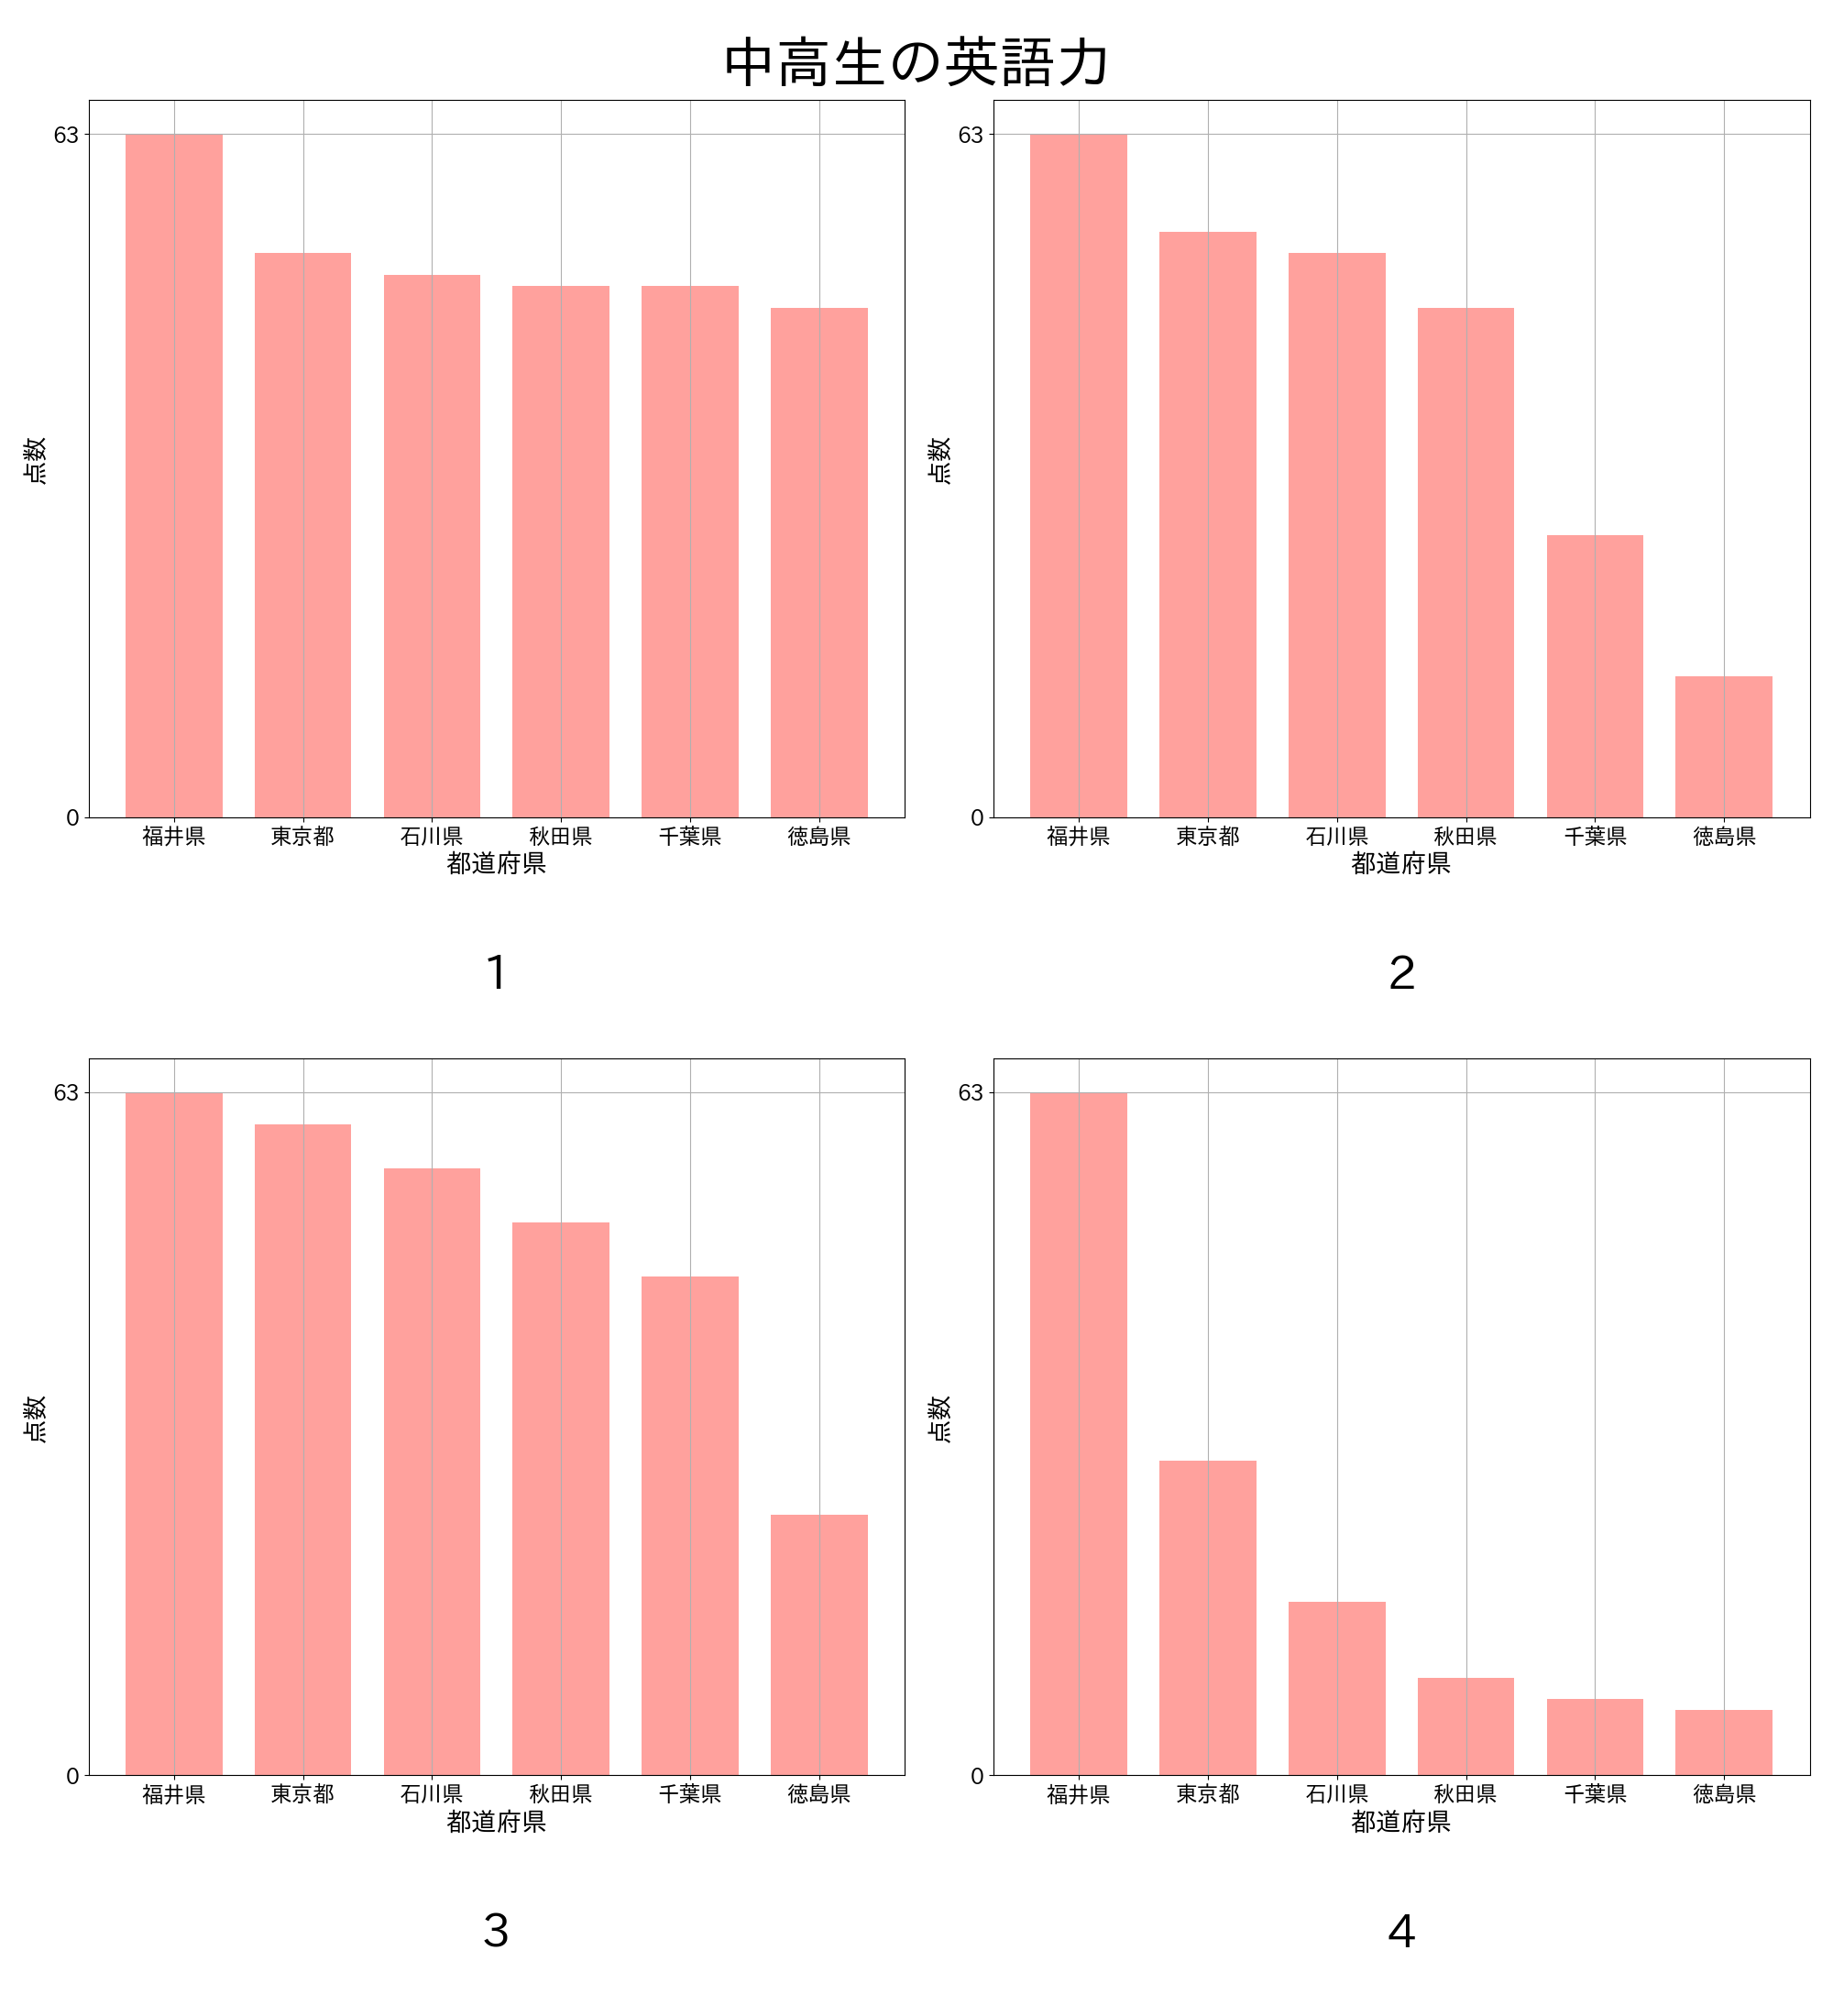 中高生の英語力
63
0
点数
福井県 東京都 石川県 秋田県 千葉県 徳島県
都道府県
1
63
0
点数
福井県 東京都 石川県 秋田県 千葉県 徳島県
都道府県
2
63
0
点数
福井県 東京都 石川県 秋田県 千葉県 徳島県
都道府県
3
63
0
点数
福井県 東京都 石川県 秋田県 千葉県 徳島県
都道府県
4